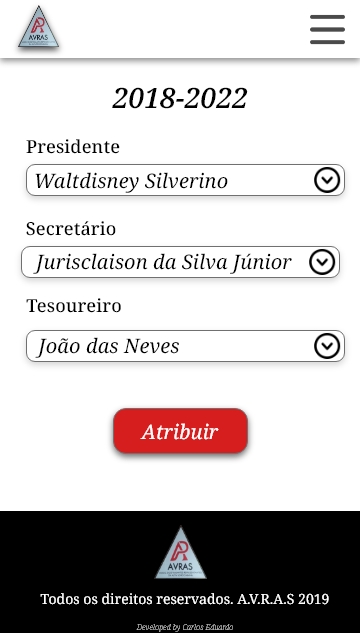 AVRAS
2018-2022
Presidente
Waltdisney Silverino
Secretário
Jurisclaison da Silva Júnior
Tesoureiro
João das Neves
Atribuir
AVRAS
Todos os direitos reservados. A.V.R.A.S 2019
Developed by Carlos Eduardo